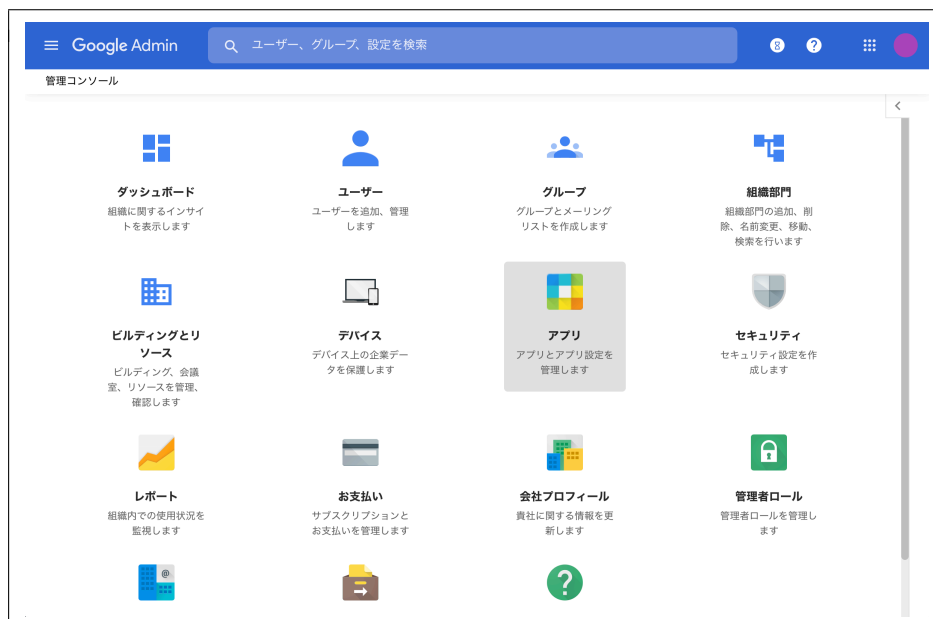 Google Admin
ユーザー、グループ、設定を検索
管理コンソール
ダッシュボード
組織に関するインサイ
トを表示します
ユーザー
ユーザーを追加、管理
します
グループ
グループとメーリング
リストを作成します
組織部門
組織部門の追加、削
除、名前変更、移動、
検索を行います
ビルディングとリ
ソース
ビルディング、会議
室、リソースを管理、
確認します
デバイス
デバイス上の企業デー
タを保護します
アプリ
アプリとアプリ設定を
管理します
セキュリティ
セキュリティ設定を作
成します
レポート
組織内での使用状況を
監視します
お支払い
サブスクリプションと
お支払いを管理します
会社プロフィール
貴社に関する情報を更
新します
管理者ロール
管理者ロールを管理し
ます